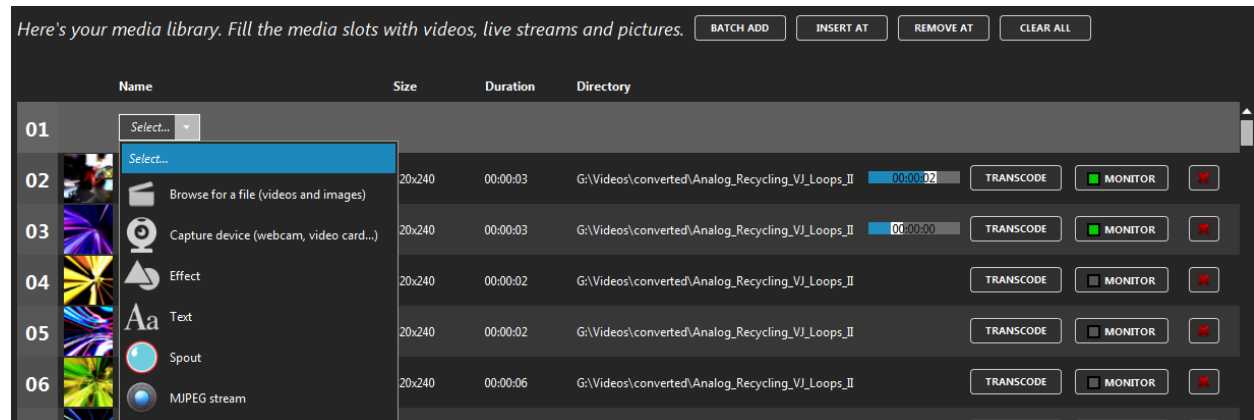 Here's your media library. Fill the media slots with videos, live streams and pictures. BATCH ADD INSERT AT REMOVE AT CLEAR ALL
Name Size Duration Directory
01 Select...
Select...
02 20x240 00:00:03 G:\Videos\converted\Analog_Recycling_VJ_Loops_II 00:00:02 TRANSCODE MONITOR
Browse for a file (videos and images)
03 20x240 00:00:03 G:\Videos\converted\Analog_Recycling_VJ_Loops_II 00:00:00 TRANSCODE MONITOR
Capture device (webcam, video card...)
04 20x240 00:00:02 G:\Videos\converted\Analog_Recycling_VJ_Loops_II TRANSCODE MONITOR
Effect
Aa Text
05 20x240 00:00:02 G:\Videos\converted\Analog_Recycling_VJ_Loops_II TRANSCODE MONITOR
Spout
06 20x240 00:00:06 G:\Videos\converted\Analog_Recycling_VJ_Loops_II TRANSCODE MONITOR
MJPEG stream